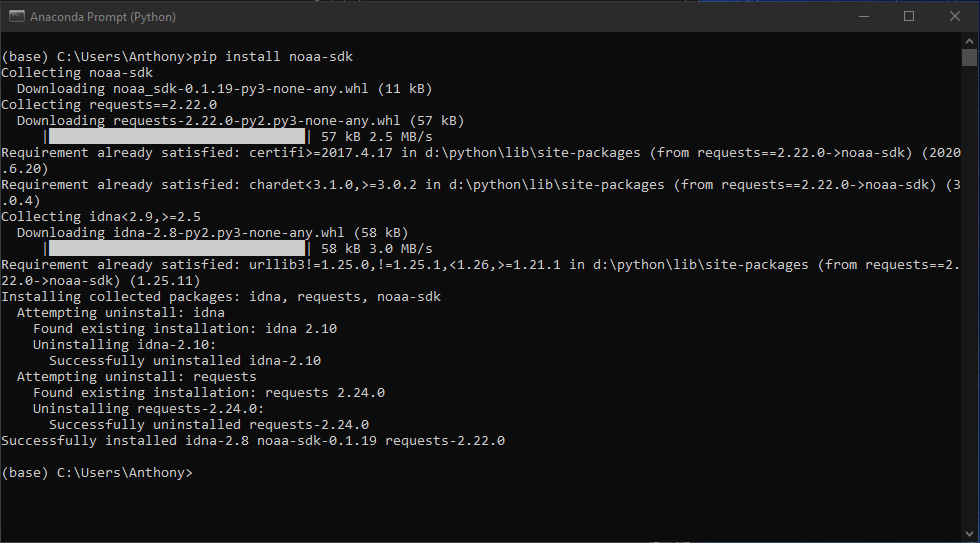 Anaconda Prompt (Python)
(base) C:\Users\Anthony>pip install noaa-sdk
Collecting noaa-sdk
  Downloading noaa_sdk-0.1.19-py3-none-any.whl (11 kB)
Collecting requests==2.22.0
  Downloading requests-2.22.0-py2.py3-none-any.whl (57 kB)
     |████████████████████████████████| 57 kB 2.5 MB/s
Requirement already satisfied: certifi>=2017.4.17 in d:\python\lib\site-packages (from requests==2.22.0->noaa-sdk) (2020
.6.20)
Requirement already satisfied: chardet<3.1.0,>=3.0.2 in d:\python\lib\site-packages (from requests==2.22.0->noaa-sdk) (3
.0.4)
Collecting idna<2.9,>=2.5
  Downloading idna-2.8-py2.py3-none-any.whl (58 kB)
     |████████████████████████████████| 58 kB 3.0 MB/s
Requirement already satisfied: urllib3!=1.25.0,!=1.25.1,<1.26,>=1.21.1 in d:\python\lib\site-packages (from requests==2.
22.0->noaa-sdk) (1.25.11)
Installing collected packages: idna, requests, noaa-sdk
  Attempting uninstall: idna
    Found existing installation: idna 2.10
    Uninstalling idna-2.10:
      Successfully uninstalled idna-2.10
  Attempting uninstall: requests
    Found existing installation: requests 2.24.0
    Uninstalling requests-2.24.0:
      Successfully uninstalled requests-2.24.0
Successfully installed idna-2.8 noaa-sdk-0.1.19 requests-2.22.0
(base) C:\Users\Anthony>